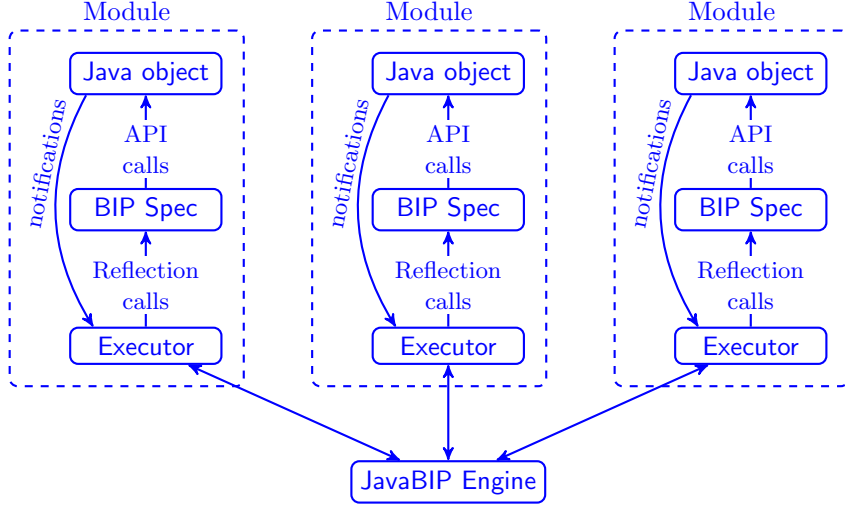 Module
Java object
notifications
API
calls
BIP Spec
Reflection
calls
Executor
Module
Java object
notifications
API
calls
BIP Spec
Reflection
calls
Executor
Module
Java object
notifications
API
calls
BIP Spec
Reflection
calls
Executor
JavaBIP Engine